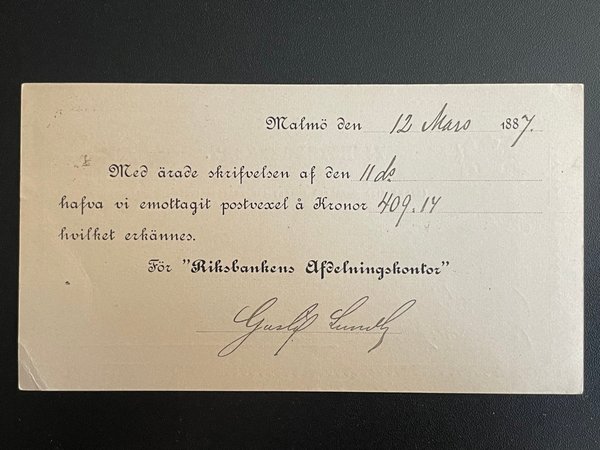 Malmö den 12 Mars 1887.
Med ärade skrifvelsen af den 11 ds
hafva vi emottagit postvexel å Kronor 409.14
hvilket erkännes.
För "Riksbankens Afdelningskontor"
Gustaf